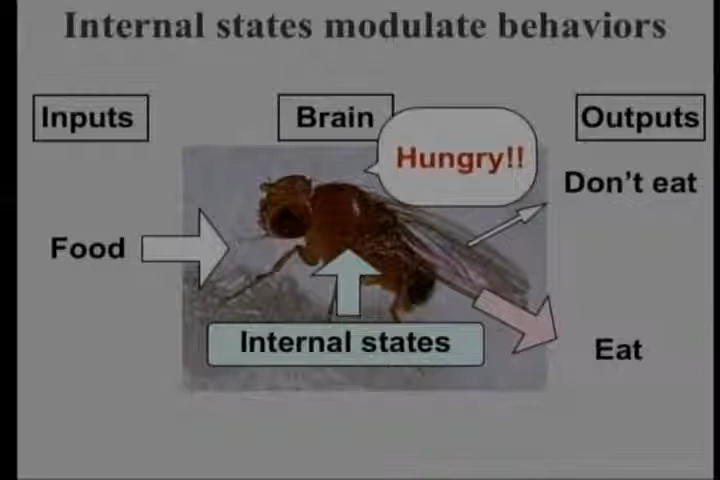 Internal states modulate behaviors
Inputs
Brain
Outputs
Hungry!!
Don't eat
Food
Internal states
Eat